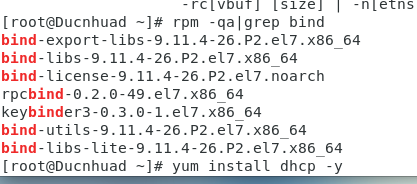 -rc[vbuf] [size] | -n[etns
[root@Ducnhuad ~]# rpm -qa|grep bind
bind-export-libs-9.11.4-26.P2.el7.x86_64
bind-libs-9.11.4-26.P2.el7.x86_64
bind-license-9.11.4-26.P2.el7.noarch
rpcbind-0.2.0-49.el7.x86_64
keybinder3-0.3.0-1.el7.x86_64
bind-utils-9.11.4-26.P2.el7.x86_64
bind-libs-lite-9.11.4-26.P2.el7.x86_64
[root@Ducnhuad ~]# yum install dhcp -y